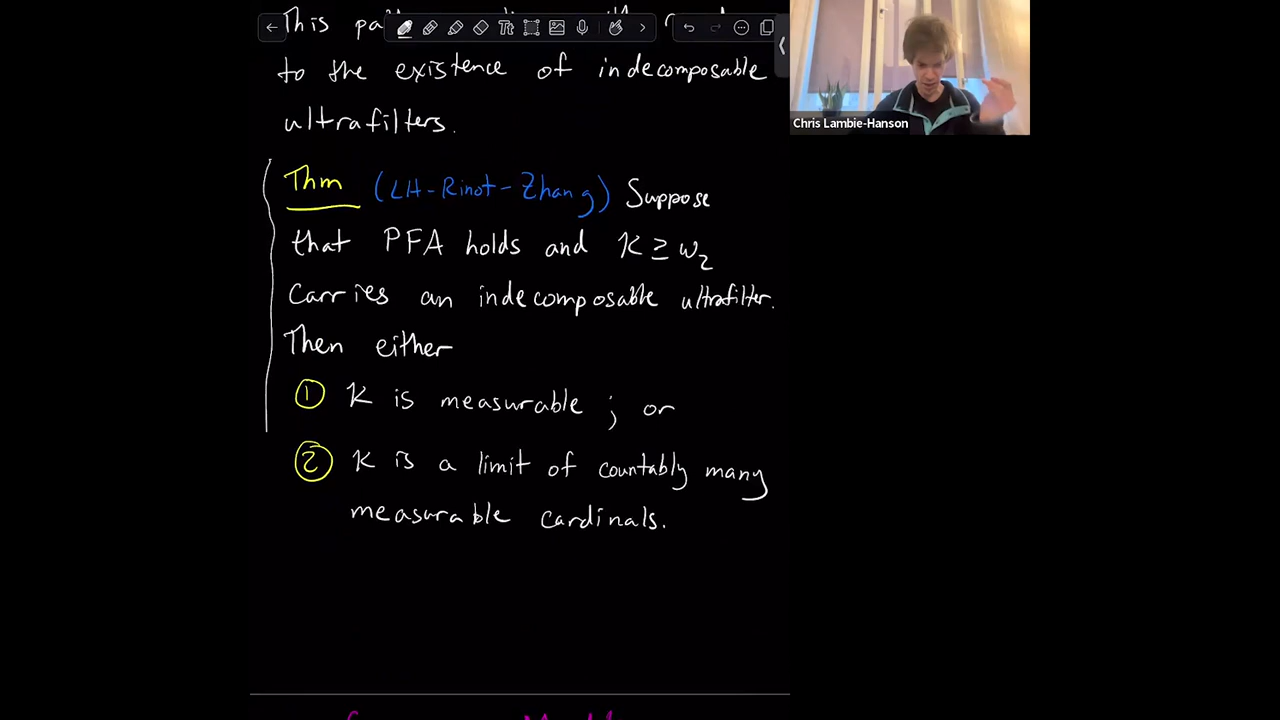 This
to the existence of indecomposable
ultrafilters.
Thm (LH-Rinot-Zhang) Suppose
that PFA holds and κ ≥ ω₂
Carries an indecomposable ultrafilter.
Then either
① κ is measurable ; or
② κ is a limit of countably many
measurable cardinals.
Chris Lambie-Hanson